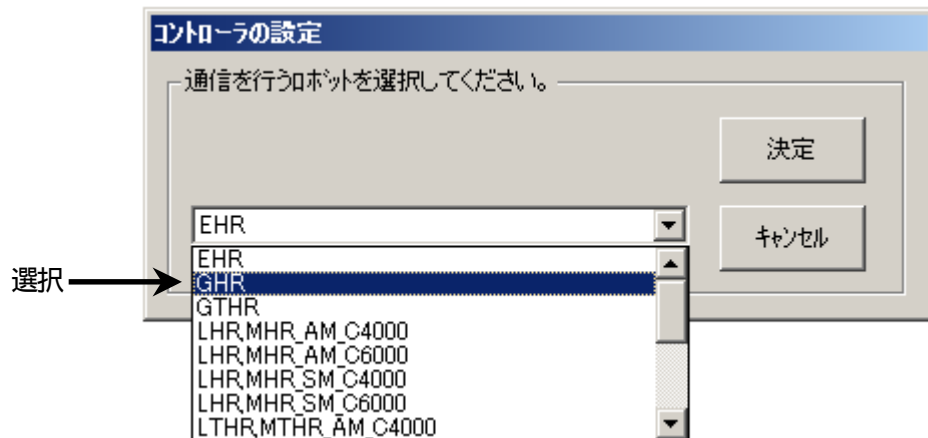 コントローラの設定
通信を行うロボットを選択してください。
決定
EHR
キャンセル
EHR
選択
GHR
GTHR
LHR,MHR_AM_C4000
LHR,MHR_AM_C6000
LHR,MHR_SM_C4000
LHR,MHR_SM_C6000
LTHR,MTHR_AM_C4000